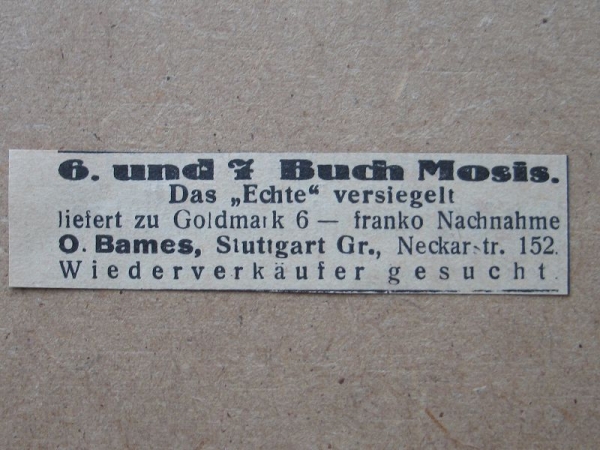 6. und 7 Buch Mosis.
Das „Echte“ versiegelt
liefert zu Goldmark 6 — franko Nachnahme
O. Bames, Stuttgart Gr., Neckarstr. 152.
Wiederverkäufer gesucht.